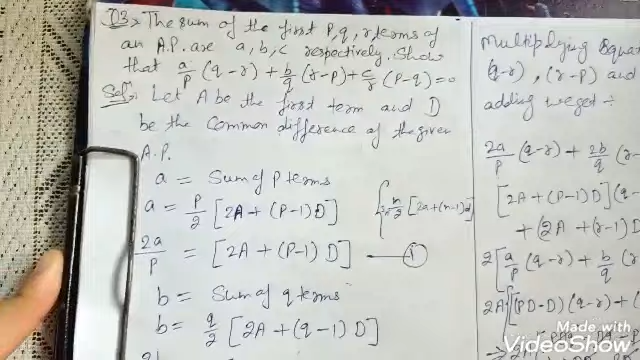 Q3. The sum of the first P, q, r terms of
an A.P. are a, b, c respectively. Show
that a/p (q-r) + b/q (r-p) + c/r (p-q) = 0
Sol: Let A be the first term and D
be the common difference of the given
A.P.
a = Sum of P terms
a = P/2 [2A + (P-1) D]
n/2 [2a+(n-1)d]
2a/p = [2A + (P-1) D] — 1
b = Sum of q terms
b = q/2 [2A + (q-1) D]
Multiplying
(q-r), (r-p) and
adding we get
2a/p (q-r) + 2b/q (r-
[2A + (P-1) D] (q-
+ (2A + (r-1) D
2[a/p (q-r) + b/q (r
2A
(PD-D) (q-r) +
Made with
VideoShow